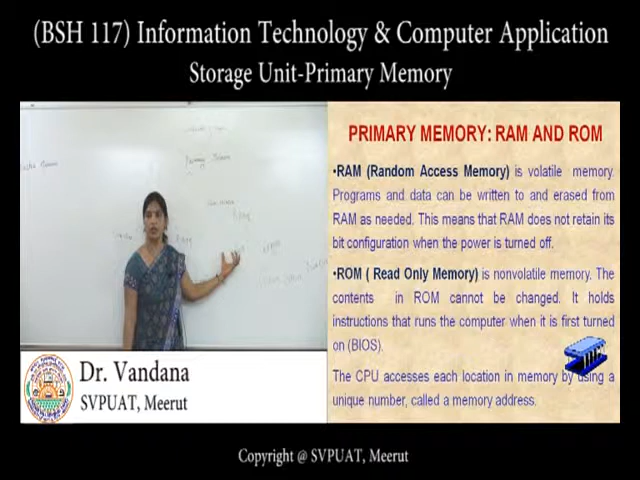 (BSH 117) Information Technology & Computer Application
Storage Unit-Primary Memory
PRIMARY MEMORY: RAM AND ROM
•RAM (Random Access Memory) is volatile memory.
Programs and data can be written to and erased from
RAM as needed. This means that RAM does not retain its
bit configuration when the power is turned off.
•ROM ( Read Only Memory) is nonvolatile memory. The
contents in ROM cannot be changed. It holds
instructions that runs the computer when it is first turned
on (BIOS).
The CPU accesses each location in memory by using a
unique number, called a memory address.
Dr. Vandana
SVPUAT, Meerut
Copyright @ SVPUAT, Meerut